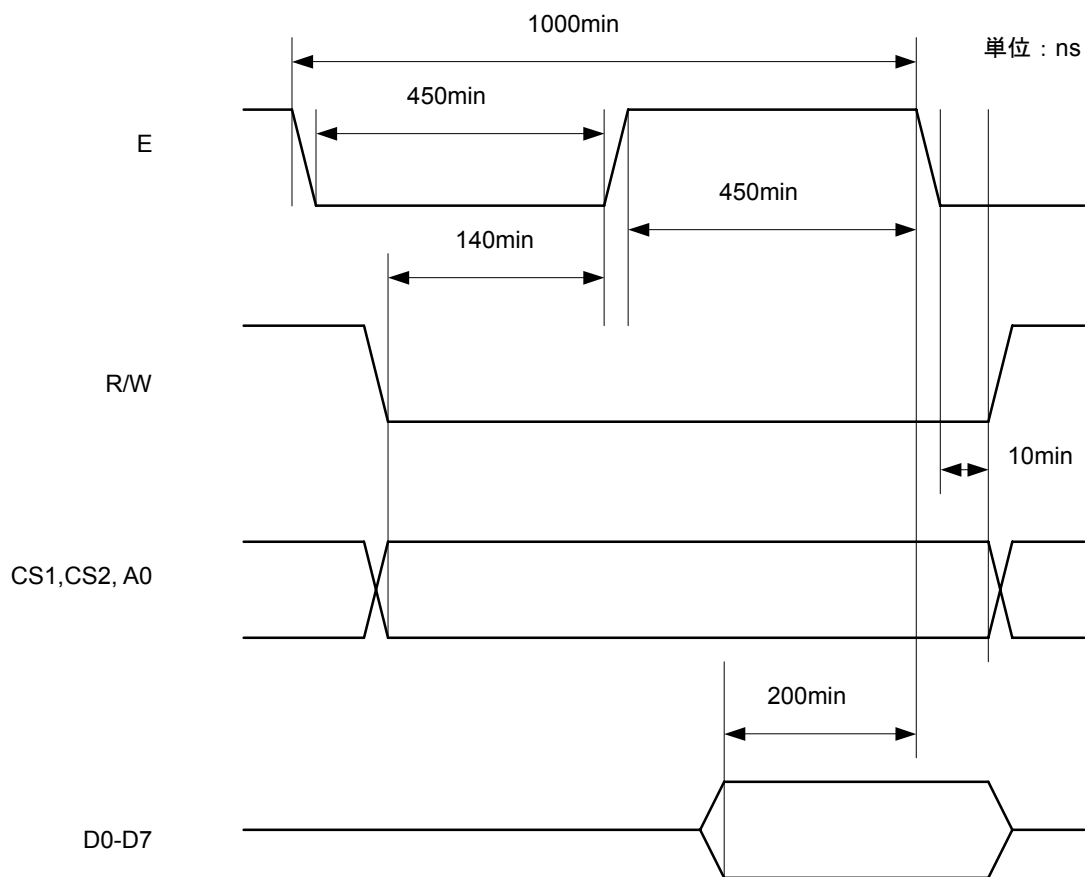 1000min
単位：ns
450min
E
450min
140min
R/W
10min
CS1,CS2, A0
200min
D0-D7